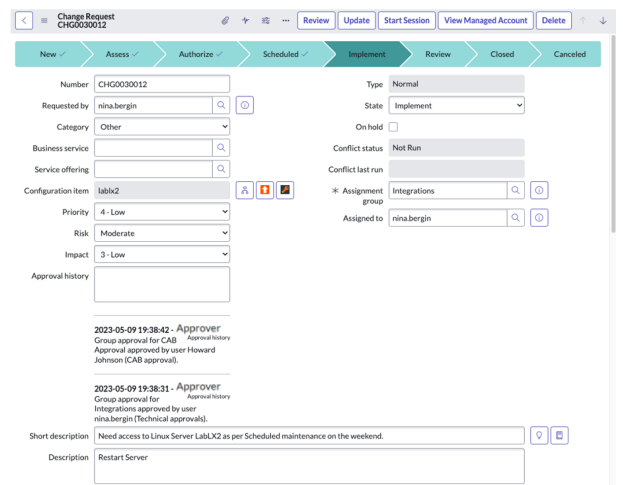 Change Request
CHG0030012
Review Update Start Session View Managed Account Delete
New Assess Authorize Scheduled Implement Review Closed Canceled
Number CHG0030012
Type Normal
Requested by nina.bergin
State Implement
Category Other
On hold
Business service
Conflict status Not Run
Service offering
Conflict last run
Configuration item lablx2
Assignment group Integrations
Priority 4 - Low
Assigned to nina.bergin
Risk Moderate
Impact 3 - Low
Approval history
2023-05-09 19:38:42 - Approver
Group approval for CAB Approval history
Approval approved by user Howard
Johnson (CAB approval).
2023-05-09 19:38:31 - Approver
Group approval for Approval history
Integrations approved by user
nina.bergin (Technical approvals).
Short description Need access to Linux Server LabLX2 as per Scheduled maintenance on the weekend.
Description Restart Server